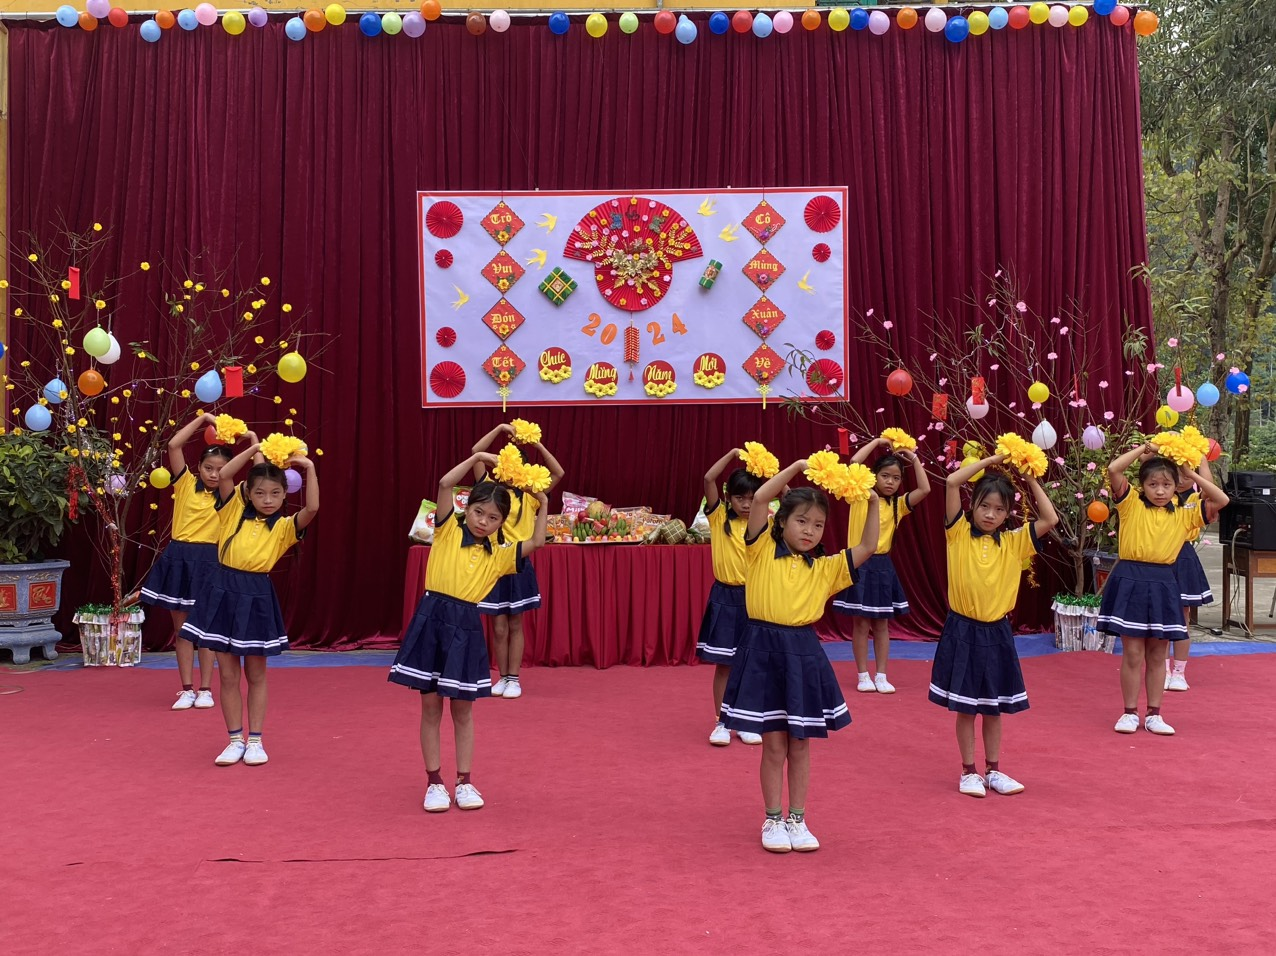 Trò
Vui
Đón
Tết
2024
Chúc Mừng Năm Mới
Cô
Mừng
Xuân
Về